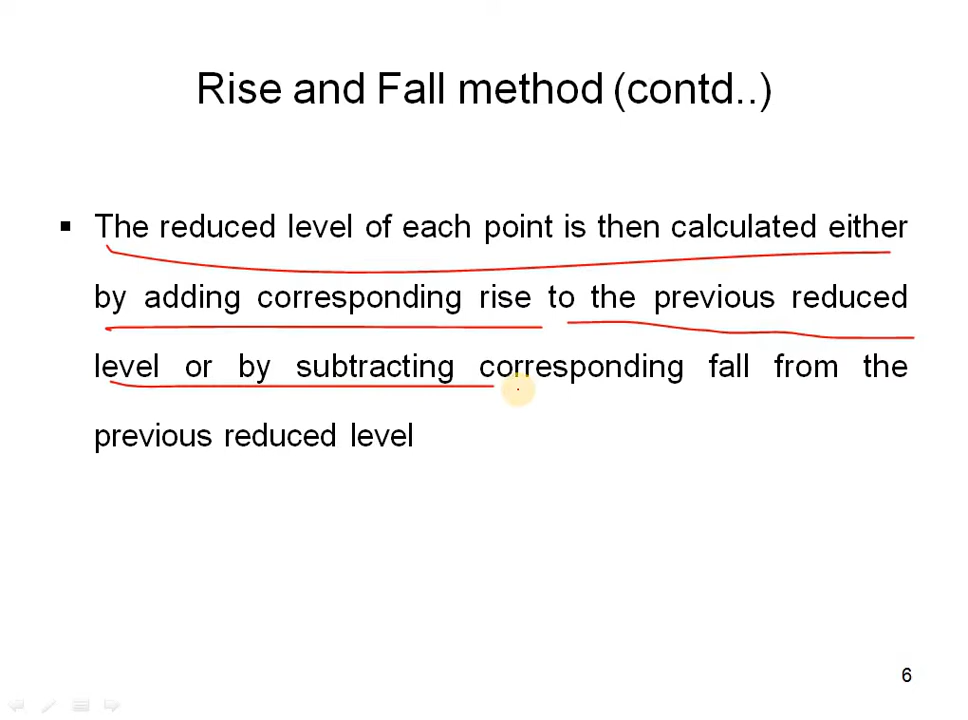 Rise and Fall method (contd..)
▪ The reduced level of each point is then calculated either
by adding corresponding rise to the previous reduced
level or by subtracting corresponding fall from the
previous reduced level
6